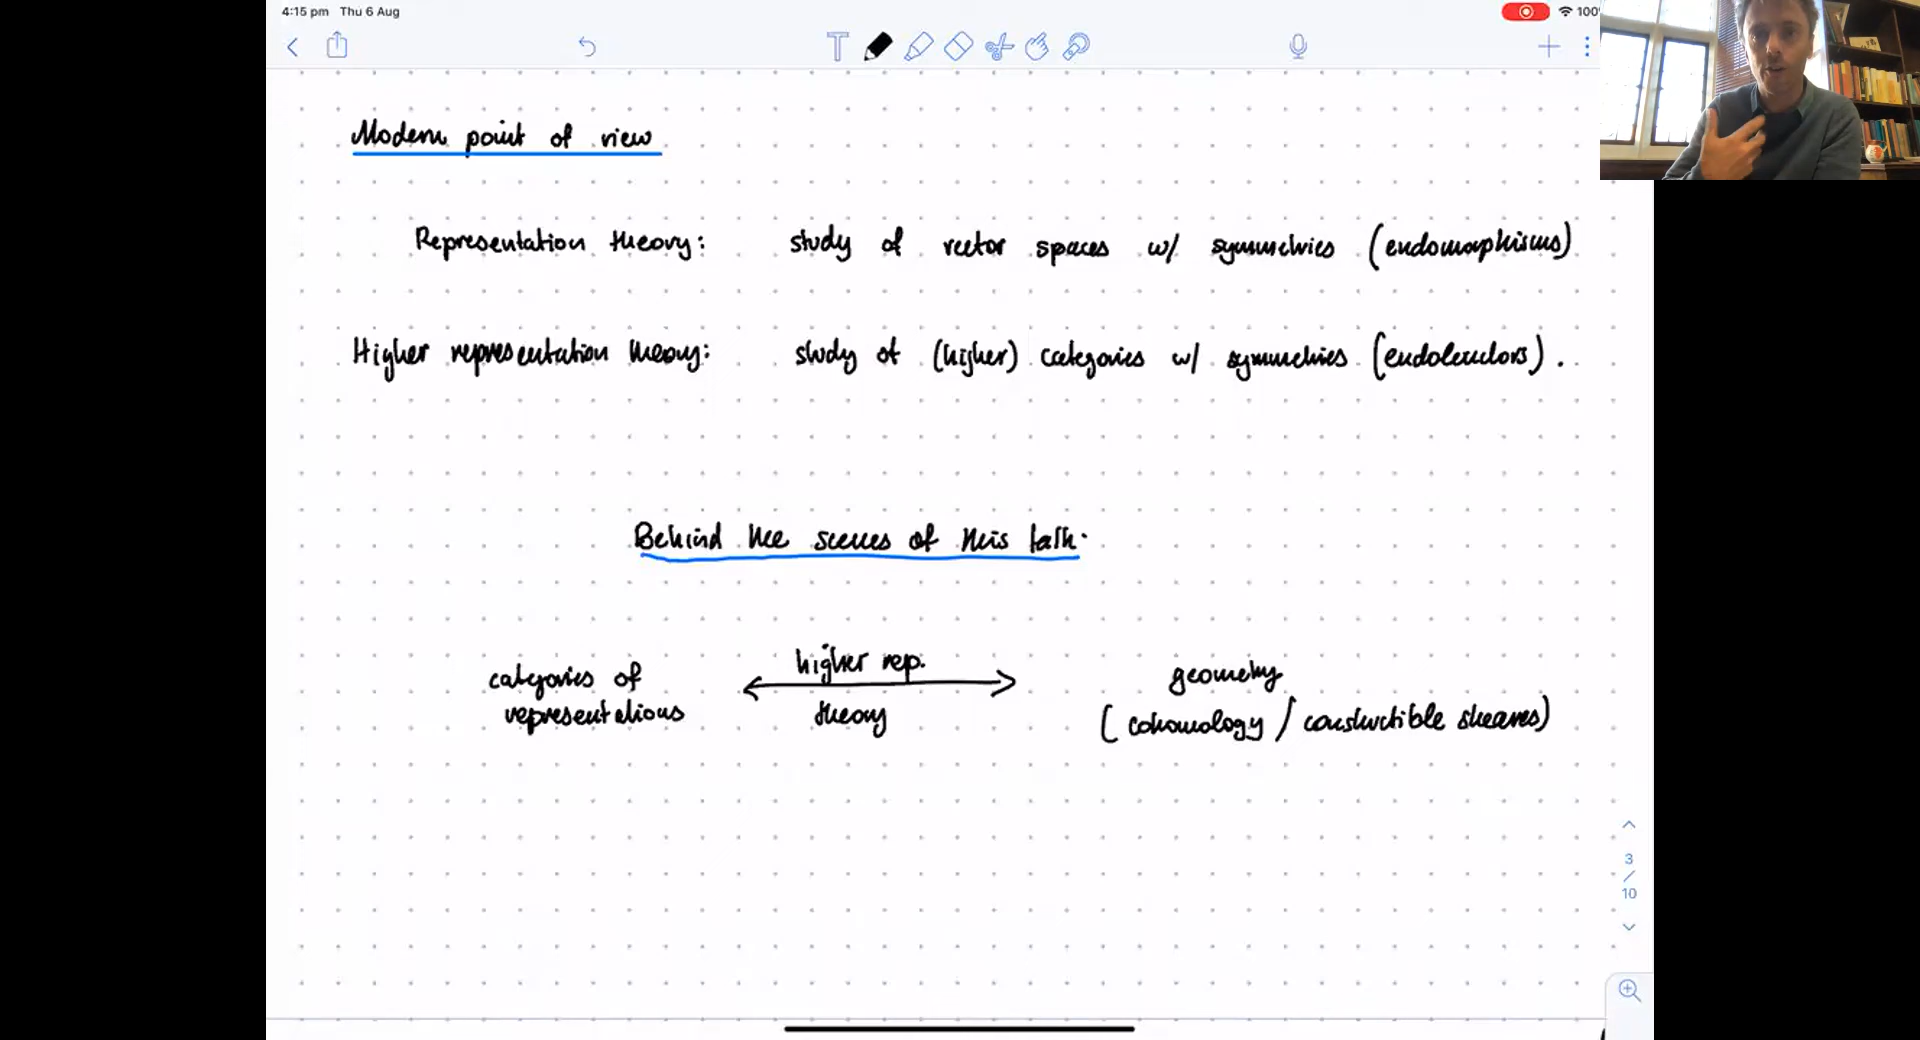 4:15 pm Thu 6 Aug
100
T
Modern point of view
Representation theory: study of vector spaces w/ symmetries (endomorphisms)
Higher representation theory: study of (higher) categories w/ symmetries (endofunctors).
Behind the scenes of this talk.
categories of
representations
higher rep.
theory
geometry
(cohomology / constructible sheaves)
3
/
10